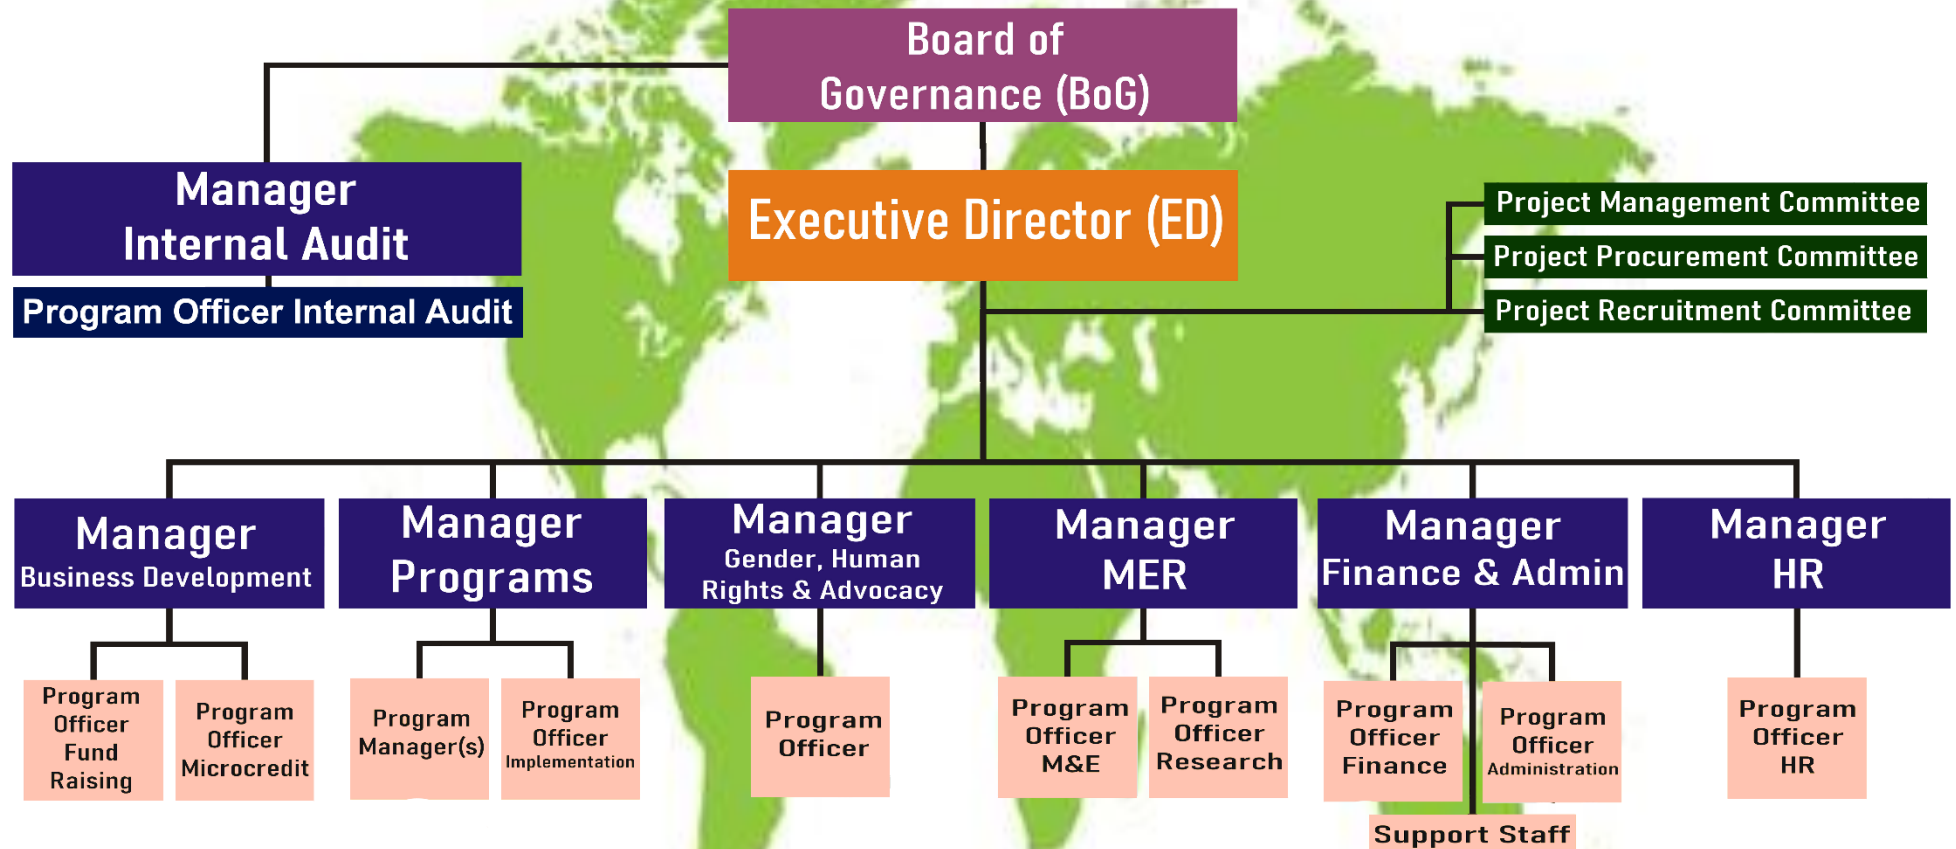 Board of
Governance (BoG)
Manager
Internal Audit
Program Officer Internal Audit
Executive Director (ED)
Project Management Committee
Project Procurement Committee
Project Recruitment Committee
Manager
Business Development
Manager
Programs
Manager
Gender, Human
Rights & Advocacy
Manager
MER
Manager
Finance & Admin
Manager
HR
Program
Officer
Fund
Raising
Program
Officer
Microcredit
Program
Manager(s)
Program
Officer
Implementation
Program
Officer
Program
Officer
M&E
Program
Officer
Research
Program
Officer
Finance
Program
Officer
Administration
Support Staff
Program
Officer
HR